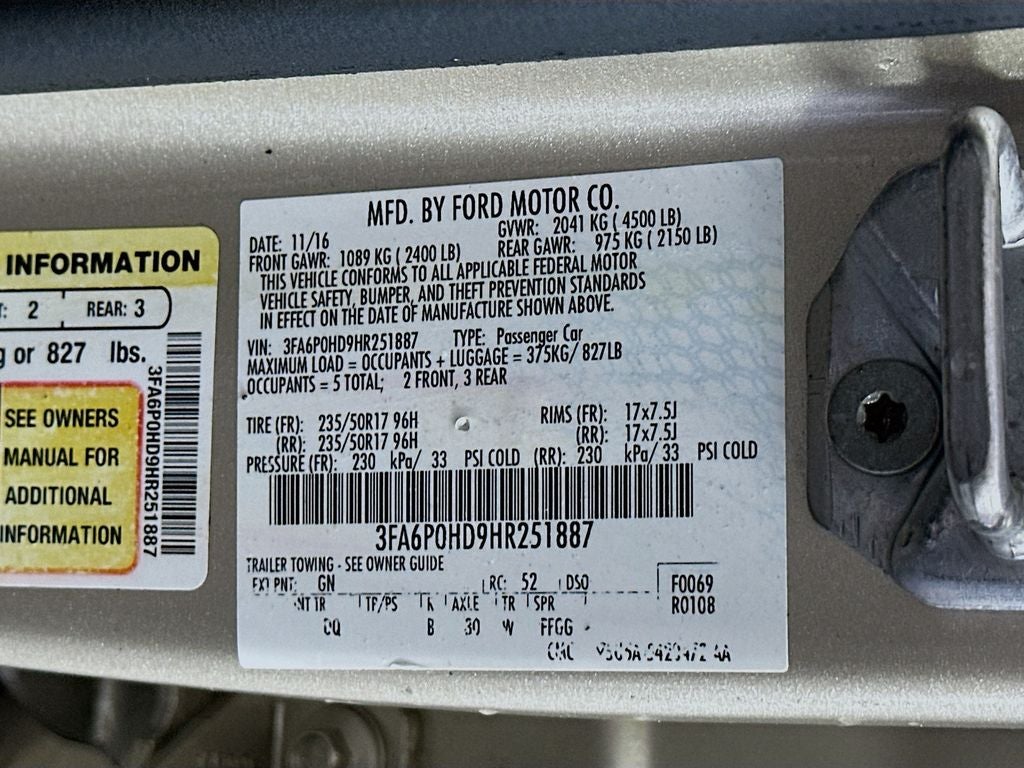 INFORMATION
2 REAR: 3
or 827 lbs.
SEE OWNERS
MANUAL FOR
ADDITIONAL
INFORMATION
3FA6P0HD9HR251887
MFD. BY FORD MOTOR CO.
DATE: 11/16 GVWR: 2041 KG ( 4500 LB)
FRONT GAWR: 1089 KG ( 2400 LB) REAR GAWR: 975 KG ( 2150 LB)
THIS VEHICLE CONFORMS TO ALL APPLICABLE FEDERAL MOTOR
VEHICLE SAFETY, BUMPER, AND THEFT PREVENTION STANDARDS
IN EFFECT ON THE DATE OF MANUFACTURE SHOWN ABOVE.
VIN: 3FA6P0HD9HR251887 TYPE: Passenger Car
MAXIMUM LOAD = OCCUPANTS + LUGGAGE = 375KG/ 827LB
OCCUPANTS = 5 TOTAL; 2 FRONT, 3 REAR
TIRE (FR): 235/50R17 96H RIMS (FR): 17x7.5J
(RR): 235/50R17 96H (RR): 17x7.5J
PRESSURE (FR): 230 kPa/ 33 PSI COLD (RR): 230 kPa/ 33 PSI COLD
3FA6P0HD9HR251887
TRAILER TOWING - SEE OWNER GUIDE
EXT PNT: GN RC: 52 DSO F0069
INT TR TP/PS R AXLE TR SPR R0108
B 30 W